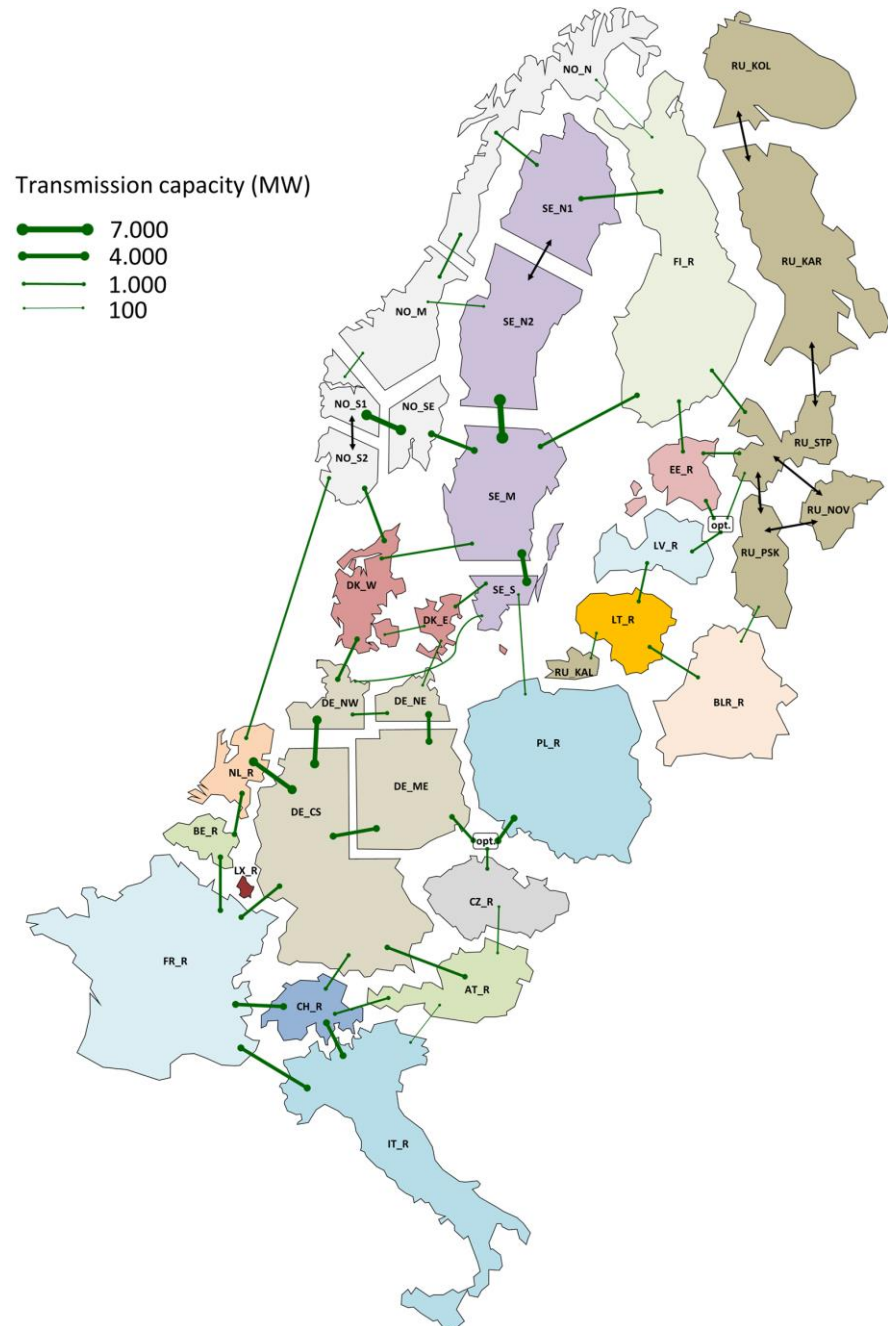 NO_N
RU_KOL
Transmission capacity (MW)
7.000
4.000
1.000
100
SE_N1
RU_KAR
FI_R
NO_M
SE_N2
NO_S1
NO_SE
NO_S2
RU_STP
EE_R
SE_M
RU_NOV
opt.
LV_R
RU_PSK
DK_W
SE_S
DK_E
LT_R
RU_KAL
DE_NW
DE_NE
BLR_R
PL_R
NL_R
DE_ME
DE_CS
BE_R
opt.
LX_R
CZ_R
FR_R
AT_R
CH_R
IT_R